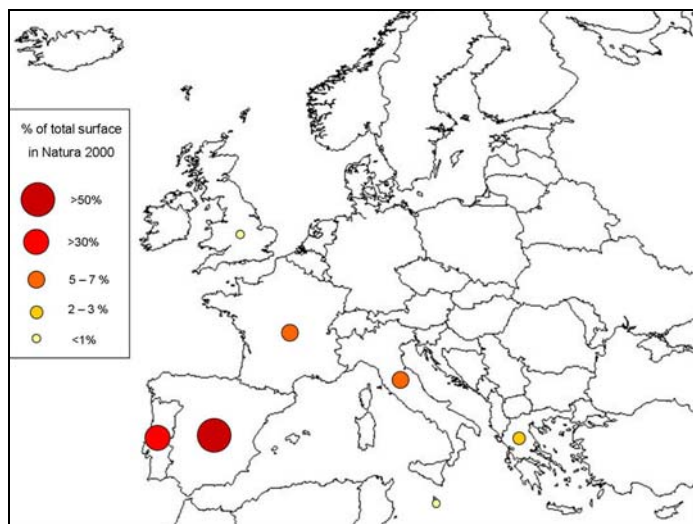 % of total surface
in Natura 2000
>50%
>30%
5 – 7 %
2 – 3 %
<1%